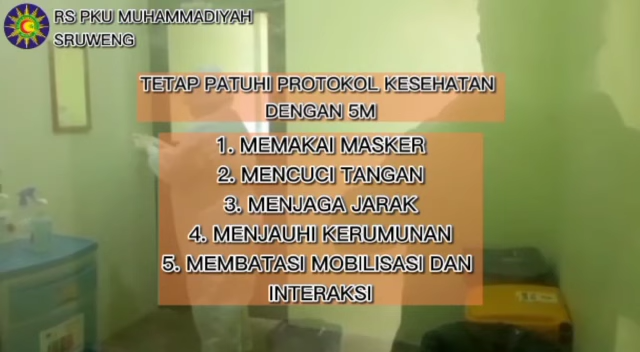 RS PKU MUHAMMADIYAH
SRUWENG
TETAP PATUHI PROTOKOL KESEHATAN
DENGAN 5M
1. MEMAKAI MASKER
2. MENCUCI TANGAN
3. MENJAGA JARAK
4. MENJAUHI KERUMUNAN
5. MEMBATASI MOBILISASI DAN
INTERAKSI